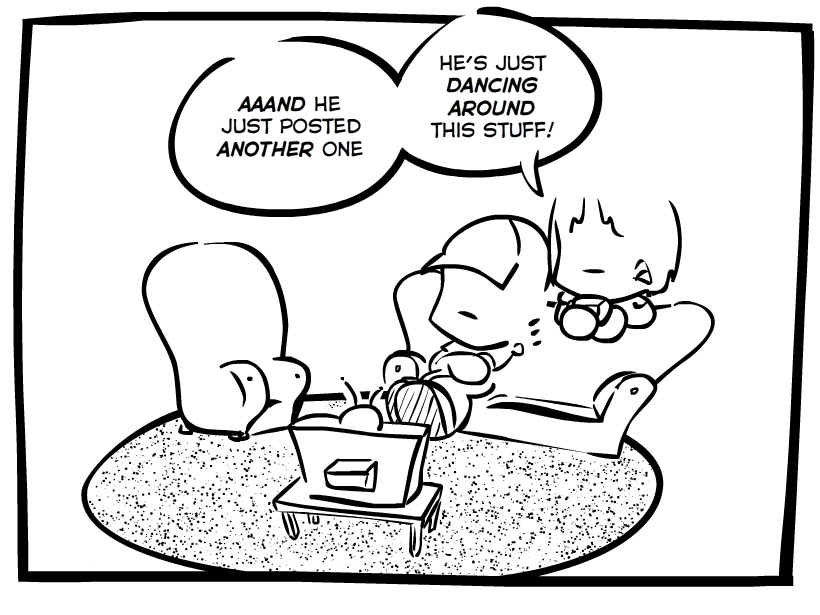 AAAND HE
JUST POSTED
ANOTHER ONE
HE'S JUST
DANCING
AROUND
THIS STUFF!